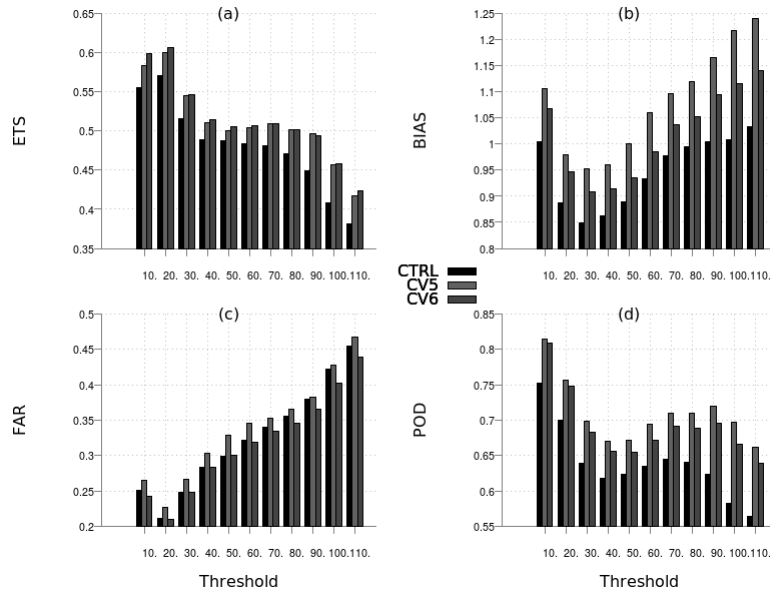 (a)
0.65
0.6
0.55
0.5
0.45
0.4
0.35
ETS
10. 20. 30. 40. 50. 60. 70. 80. 90. 100.110.
(b)
1.25
1.2
1.15
1.1
1.05
1
0.95
0.9
0.85
0.8
BIAS
10. 20. 30. 40. 50. 60. 70. 80. 90. 100.110.
CTRL
CV5
CV6
(c)
0.5
0.45
0.4
0.35
0.3
0.25
0.2
FAR
10. 20. 30. 40. 50. 60. 70. 80. 90. 100.110.
Threshold
(d)
0.85
0.8
0.75
0.7
0.65
0.6
0.55
POD
10. 20. 30. 40. 50. 60. 70. 80. 90. 100.110.
Threshold